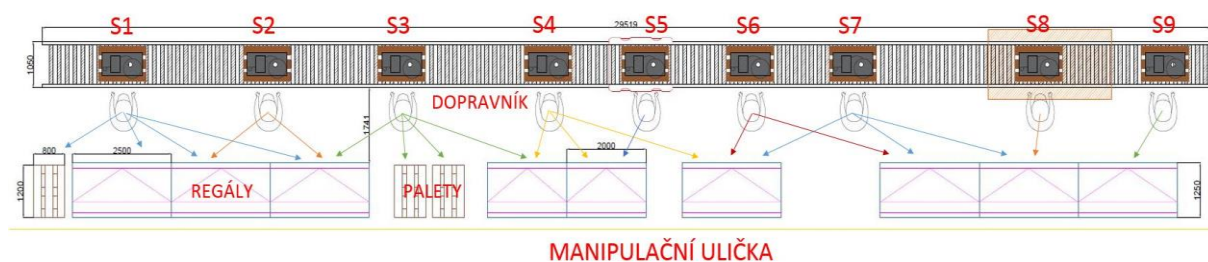 S1 S2 S3 S4 S5 S6 S7 S8 S9
29519
1050
DOPRAVNÍK
1741
800
2500
2000
1200
REGÁLY
PALETY
1250
MANIPULAČNÍ ULIČKA